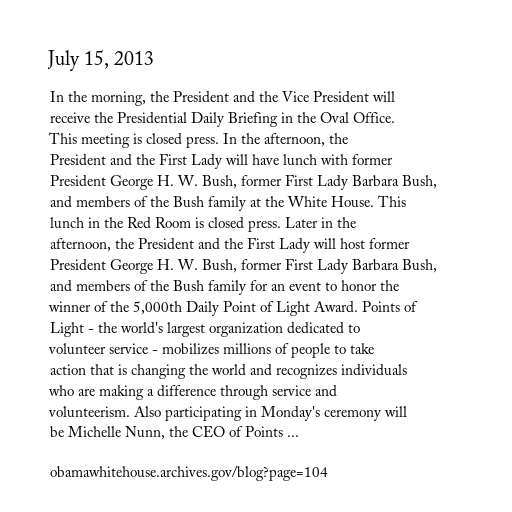 July 15, 2013
In the morning, the President and the Vice President will
receive the Presidential Daily Briefing in the Oval Office.
This meeting is closed press. In the afternoon, the
President and the First Lady will have lunch with former
President George H. W. Bush, former First Lady Barbara Bush,
and members of the Bush family at the White House. This
lunch in the Red Room is closed press. Later in the
afternoon, the President and the First Lady will host former
President George H. W. Bush, former First Lady Barbara Bush,
and members of the Bush family for an event to honor the
winner of the 5,000th Daily Point of Light Award. Points of
Light - the world's largest organization dedicated to
volunteer service - mobilizes millions of people to take
action that is changing the world and recognizes individuals
who are making a difference through service and
volunteerism. Also participating in Monday's ceremony will
be Michelle Nunn, the CEO of Points ...
obamawhitehouse.archives.gov/blog?page=104